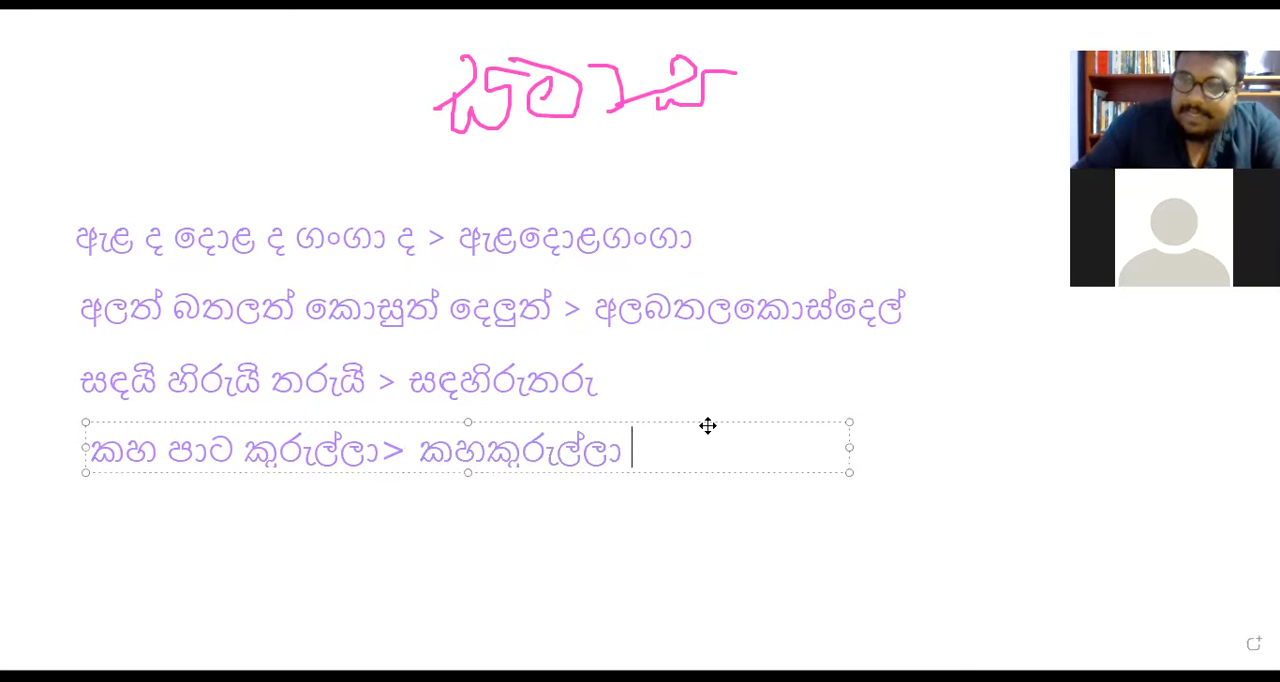 සමාස
ඇළ ද දොළ ද ගංගා ද > ඇළදොළගංගා
අලත් බතලත් කොසුත් දෙලුත් > අලබතලකොස්දෙල්
සඳයි හිරුයි තරුයි > සඳහිරුතරු
කහ පාට කුරුල්ලා> කහකුරුල්ලා